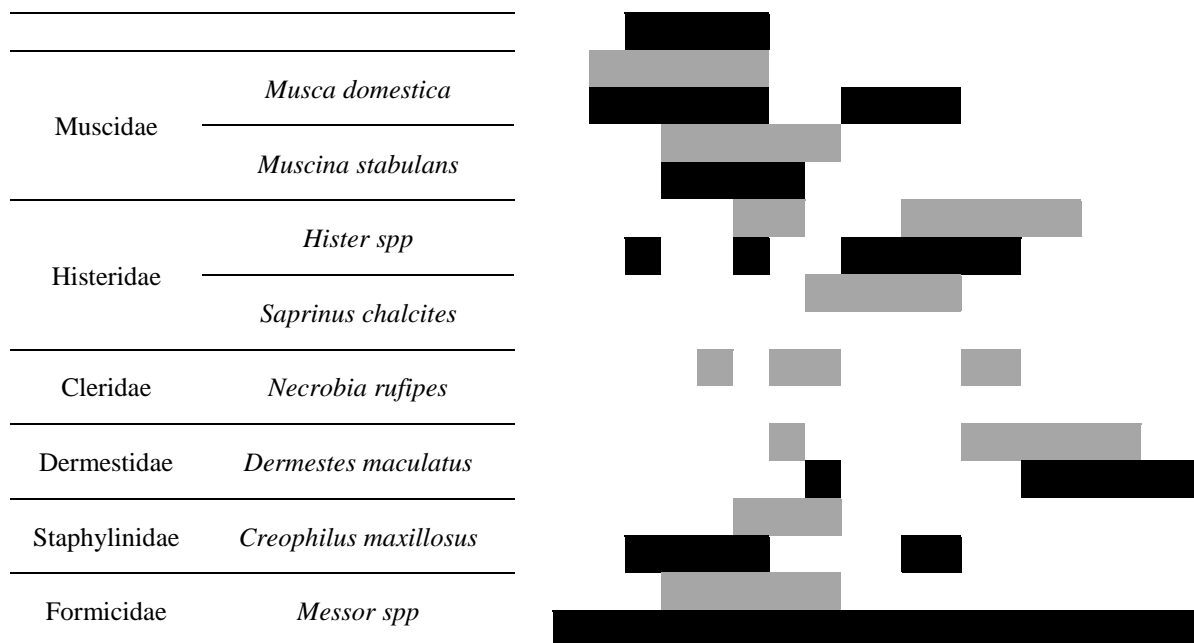 Muscidae
Musca domestica
Muscina stabulans
Histeridae
Hister spp
Saprinus chalcites
Cleridae Necrobia rufipes
Dermestidae Dermestes maculatus
Staphylinidae Creophilus maxillosus
Formicidae Messor spp